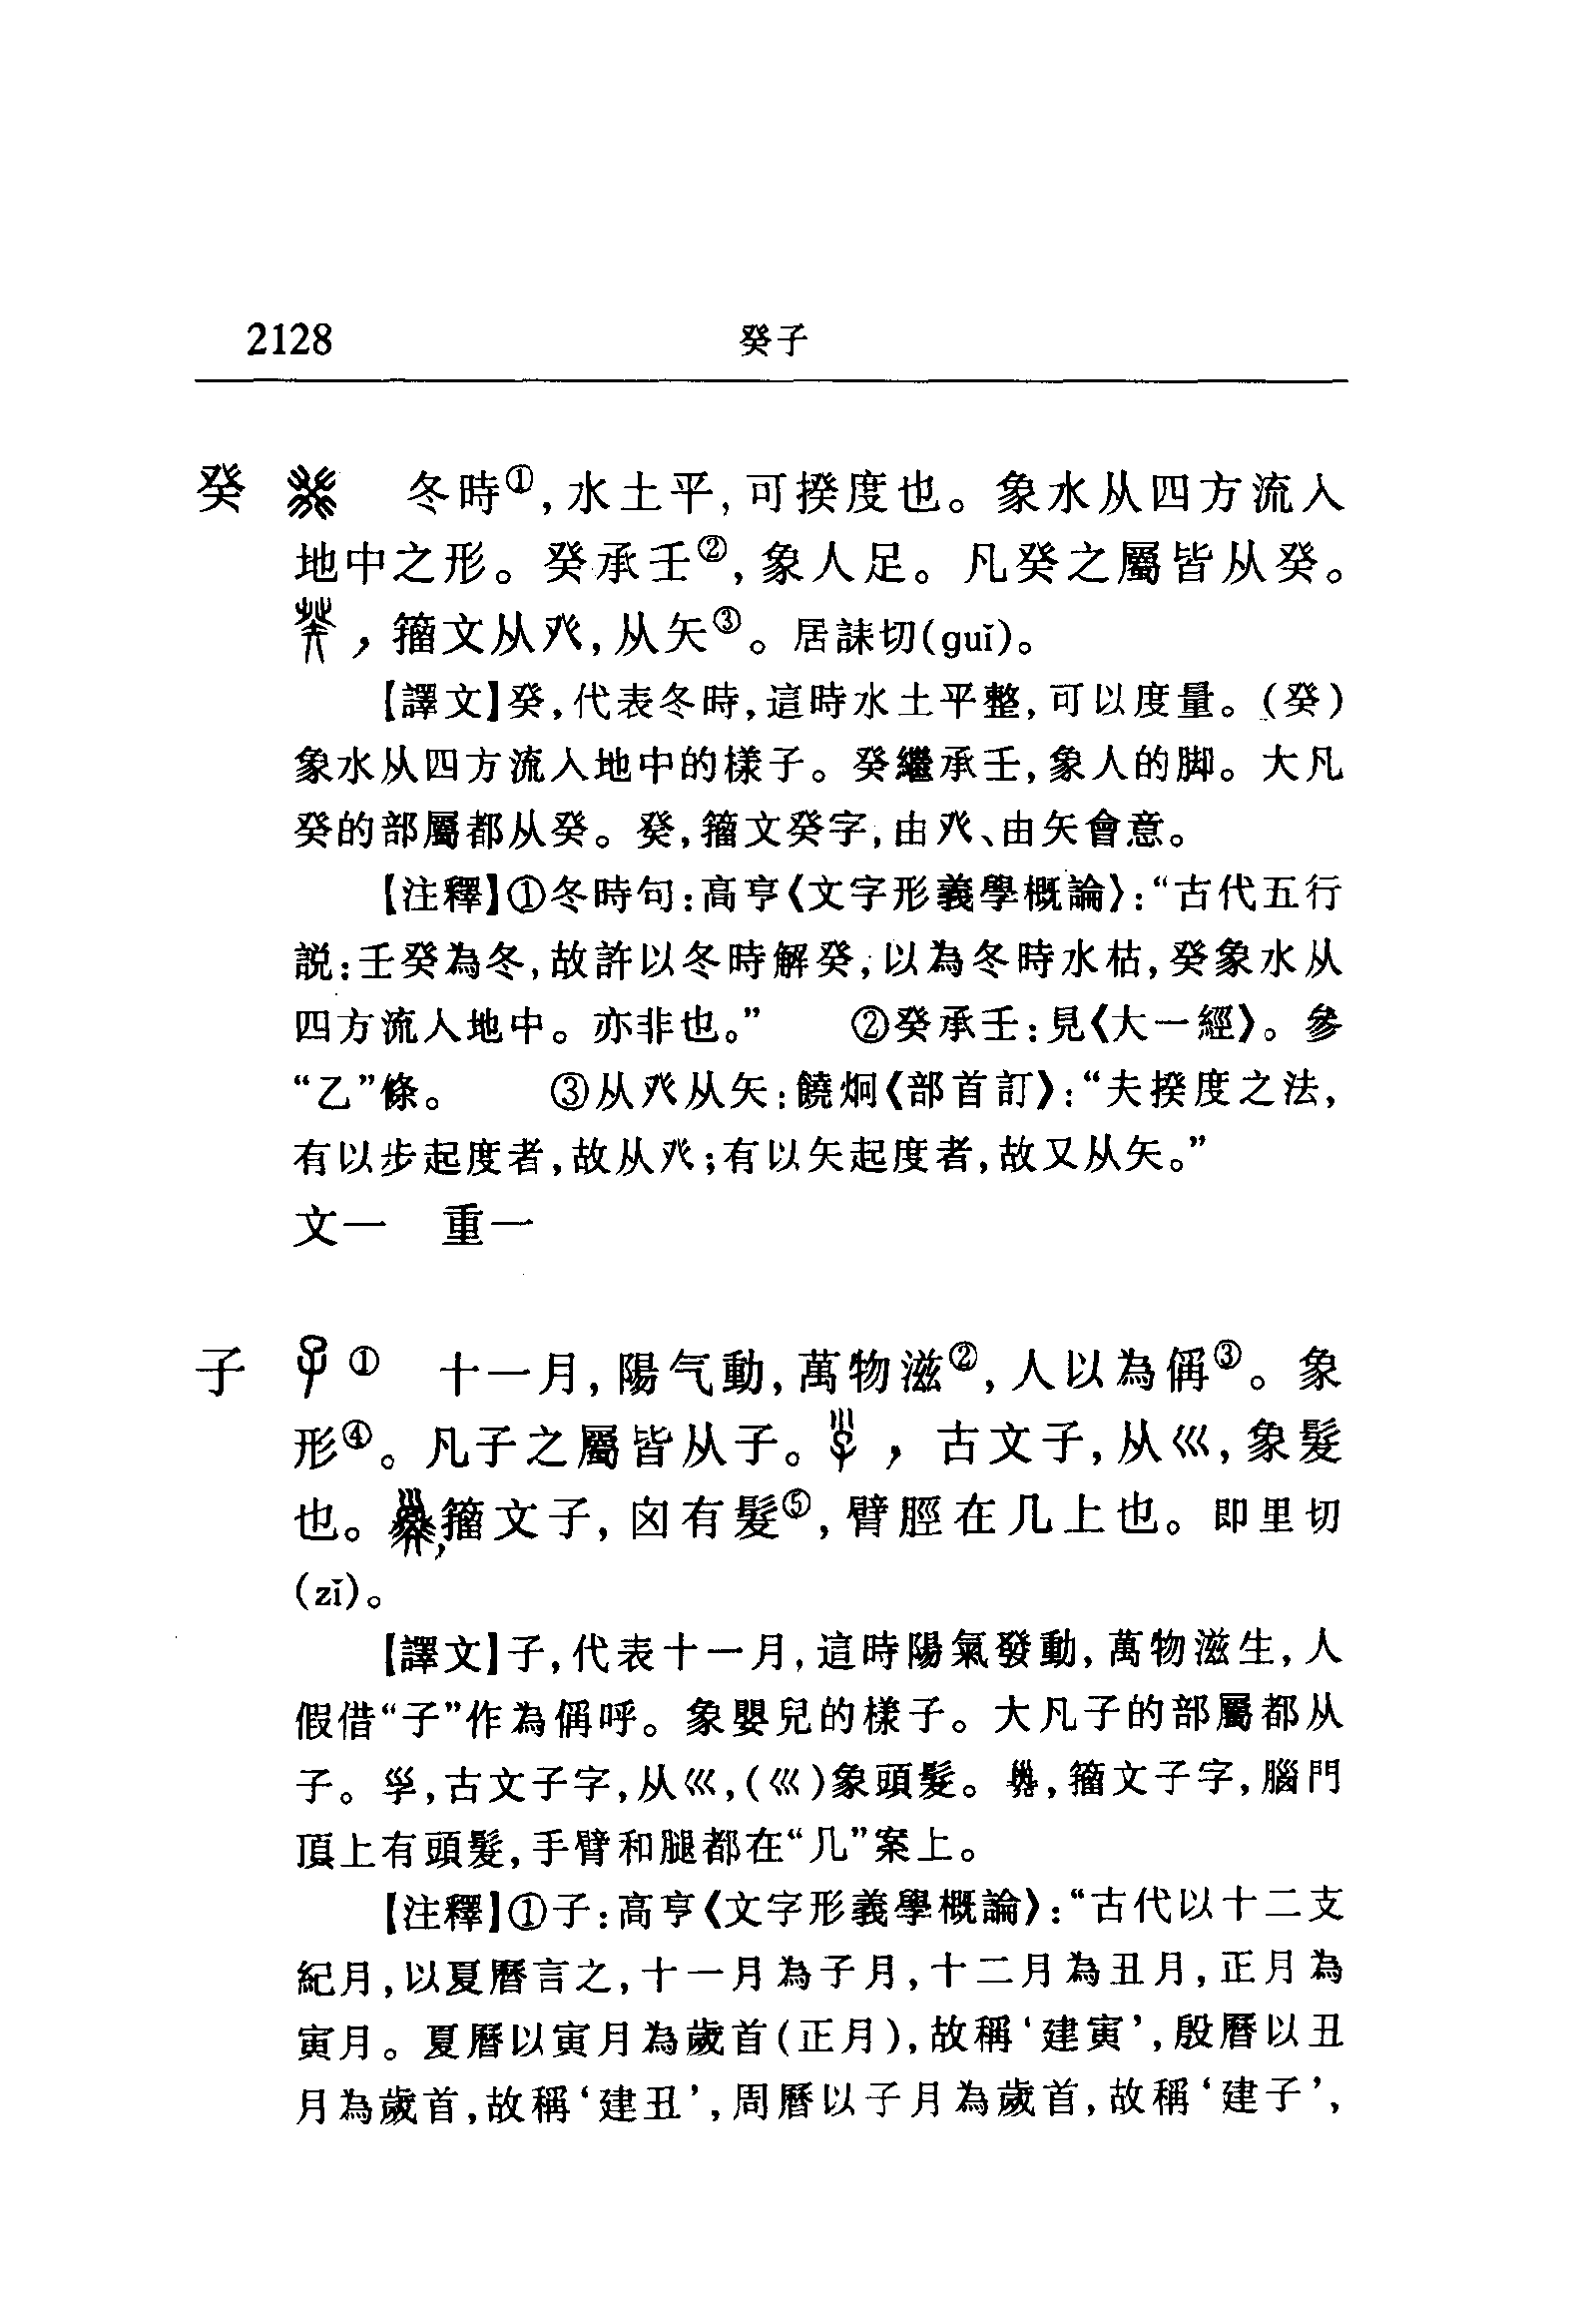 2128 癸子
癸 冬時①,水土平,可揆度也。象水从四方流入
地中之形。癸承壬②,象人足。凡癸之屬皆从癸。
,籀文从癶,从矢③。居誄切(guǐ)。
【譯文】癸,代表冬時,這時水土平整,可以度量。(癸)
象水从四方流入地中的樣子。癸繼承壬,象人的脚。大凡
癸的部屬都从癸。癸,籀文癸字,由癶、由矢會意。
【注釋】①冬時句:高亨《文字形義學概論》:“古代五行
説:壬癸為冬,故許以冬時解癸,以為冬時水枯,癸象水从
四方流入地中。亦非也。” ②癸承壬:見《大一經》。參
“乙”條。 ③从癶从矢:饒炯《部首訂》:“夫揆度之法,
有以步起度者,故从癶;有以矢起度者,故又从矢。”
文一 重一
子 ① 十一月,陽气動,萬物滋②,人以為偁③。象
形④。凡子之屬皆从子。 ,古文子,从巛,象髮
也。 ,籀文子,囟有髮⑤,臂脛在几上也。即里切
(zǐ)。
【譯文】子,代表十一月,這時陽氣發動,萬物滋生,人
假借“子”作為偁呼。象嬰兒的樣子。大凡子的部屬都从
子。㜽,古文子字,从巛,(巛)象頭髮。 ,籀文子字,腦門
頂上有頭髮,手臂和腿都在“几”案上。
【注釋】①子:高亨《文字形義學概論》:“古代以十二支
紀月,以夏曆言之,十一月為子月,十二月為丑月,正月為
寅月。夏曆以寅月為歲首(正月),故稱‘建寅’,殷曆以丑
月為歲首,故稱‘建丑’,周曆以子月為歲首,故稱‘建子’,